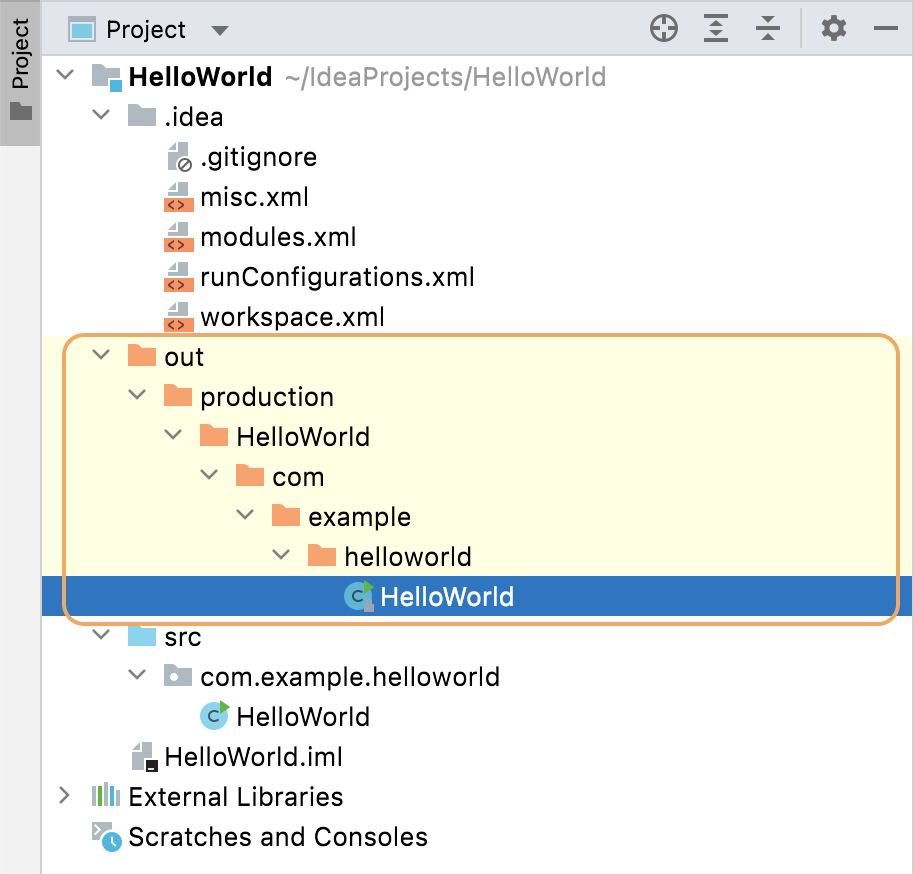 Project
Project
HelloWorld ~/IdeaProjects/HelloWorld
.idea
.gitignore
misc.xml
modules.xml
runConfigurations.xml
workspace.xml
out
production
HelloWorld
com
example
helloworld
C HelloWorld
src
com.example.helloworld
C HelloWorld
HelloWorld.iml
External Libraries
Scratches and Consoles